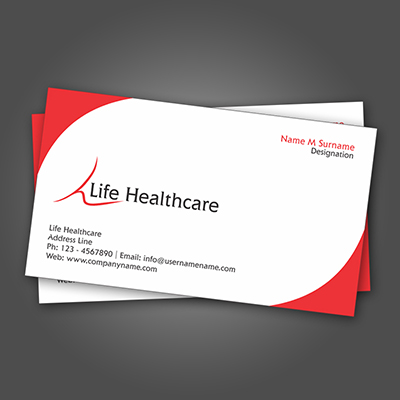 Name M Surname
Designation
Life Healthcare
Life Healthcare
Address Line
Ph: 123 - 4567890 | Email: info@usernamename.com
Web: www.companyname.com